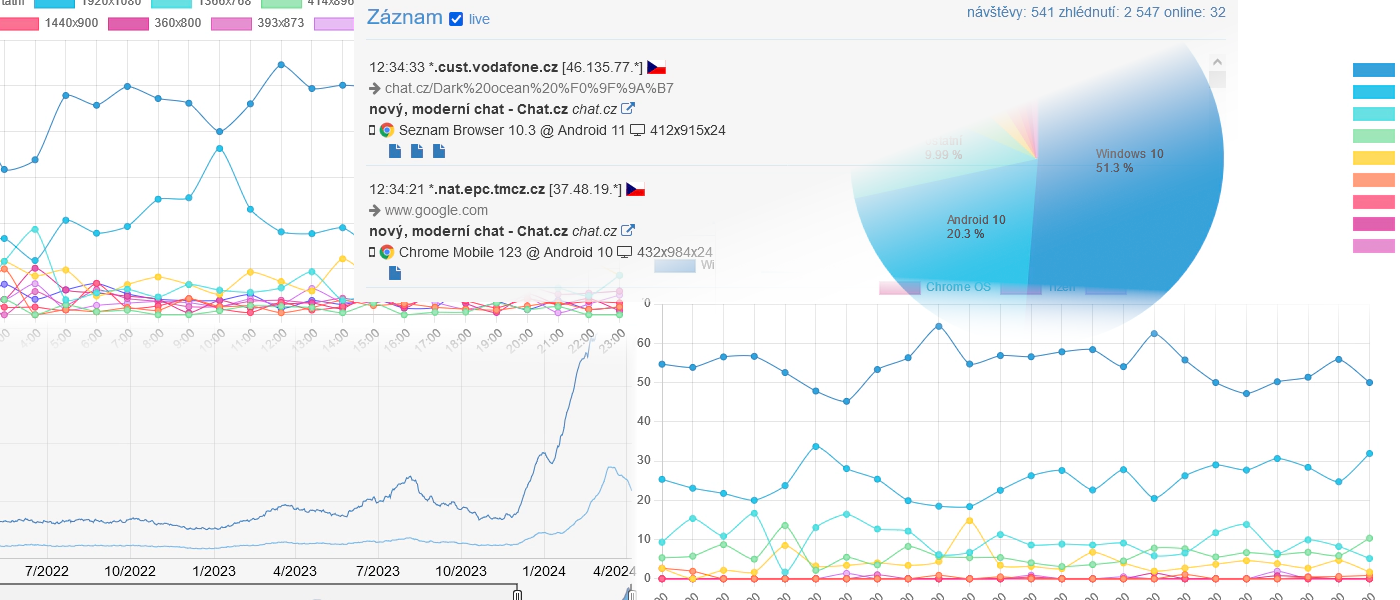 1920x1080
1366x768
414x896
1440x900
360x800
393x873
Záznam live
návštěvy: 541 zhlédnutí: 2 547 online: 32
12:34:33 *.cust.vodafone.cz [46.135.77.*]
chat.cz/Dark%20ocean%20%F0%9F%9A%B7
nový, moderní chat - Chat.cz chat.cz
Seznam Browser 10.3 @ Android 11 412x915x24
12:34:21 *.nat.epc.tmcz.cz [37.48.19.*]
www.google.com
nový, moderní chat - Chat.cz chat.cz
Chrome Mobile 123 @ Android 10 432x984x24
Wi
9.99 %
Windows 10
51.3 %
Android 10
20.3 %
Chrome OS
Tizen
4:00 5:00 6:00 7:00 8:00 9:00 10:00 11:00 12:00 13:00 14:00 15:00 16:00 17:00 18:00 19:00 20:00 21:00 22:00 23:00
60
50
40
30
20
10
0
7/2022 10/2022 1/2023 4/2023 7/2023 10/2023 1/2024 4/2024